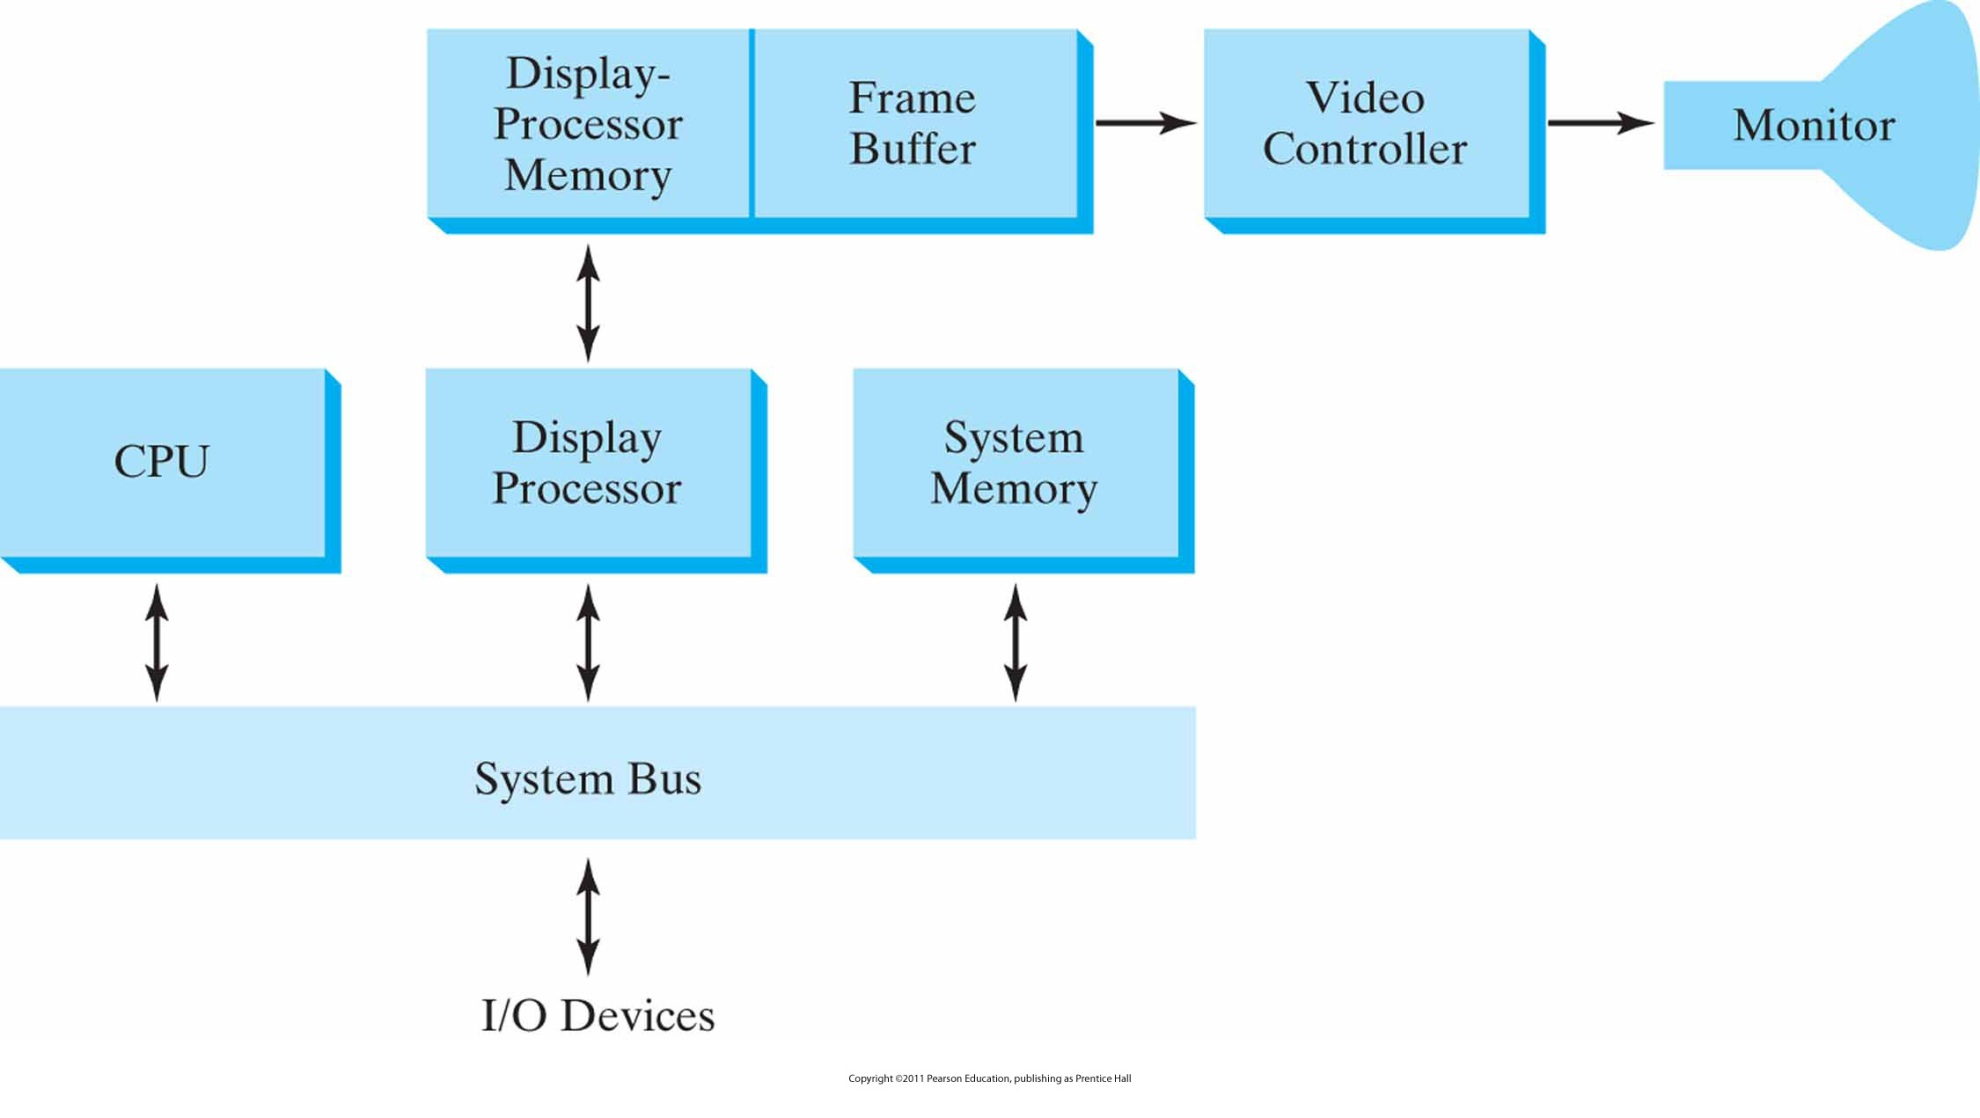 Display-
Processor
Memory
Frame
Buffer
Video
Controller
Monitor
CPU
Display
Processor
System
Memory
System Bus
I/O Devices
Copyright ©2011 Pearson Education, publishing as Prentice Hall